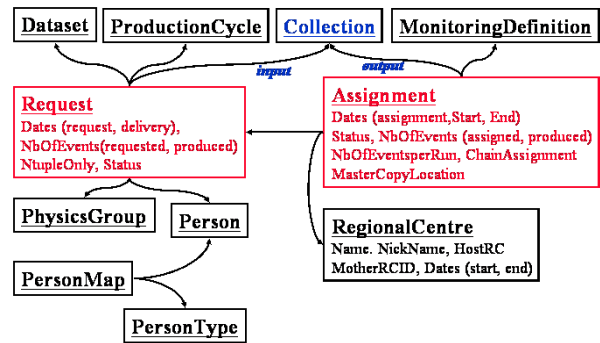 Dataset
ProductionCycle
Collection
MonitoringDefinition
input
output
Request
Dates (request, delivery),
NbOfEvents(requested, produced)
NtupleOnly, Status
Assignment
Dates (assignment,Start, End)
Status, NbOfEvents (assigned, produced)
NbOfEventsperRun, ChainAssignment
MasterCopyLocation
PhysicsGroup
Person
RegionalCentre
Name. NickName, HostRC
MotherRCID, Dates (start, end)
PersonMap
PersonType